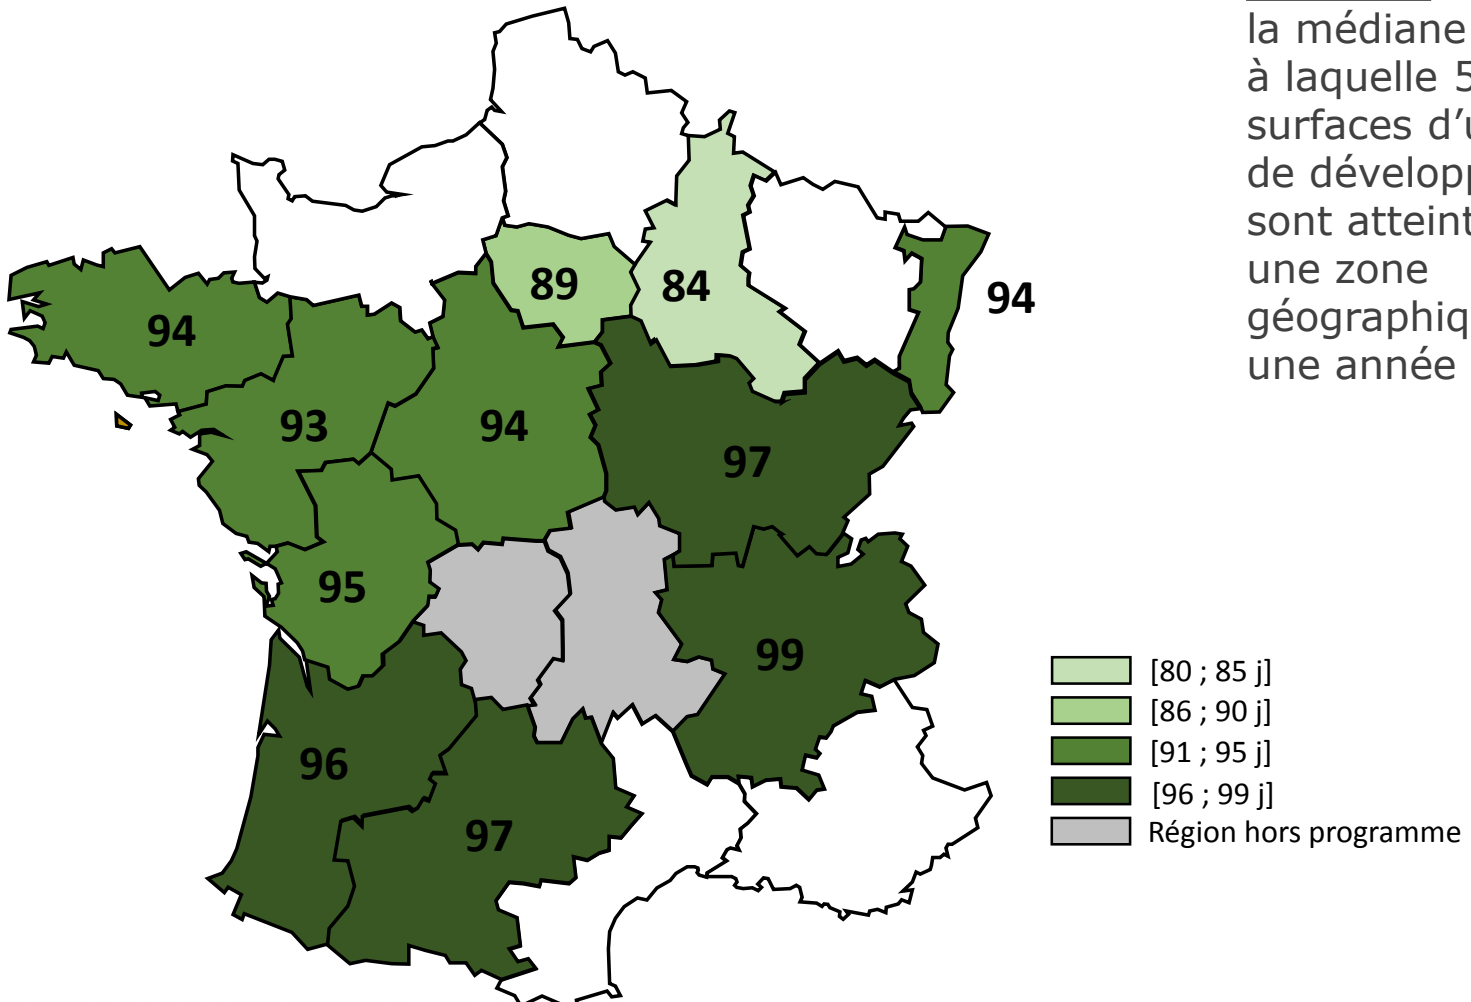 la médiane
à laquelle 5
surfaces d'u
de dévelop
sont atteint
une zone
géographiq
une année
89
84
94
94
93
94
97
95
99
96
97
[80 ; 85 j]
[86 ; 90 j]
[91 ; 95 j]
[96 ; 99 j]
Région hors programme